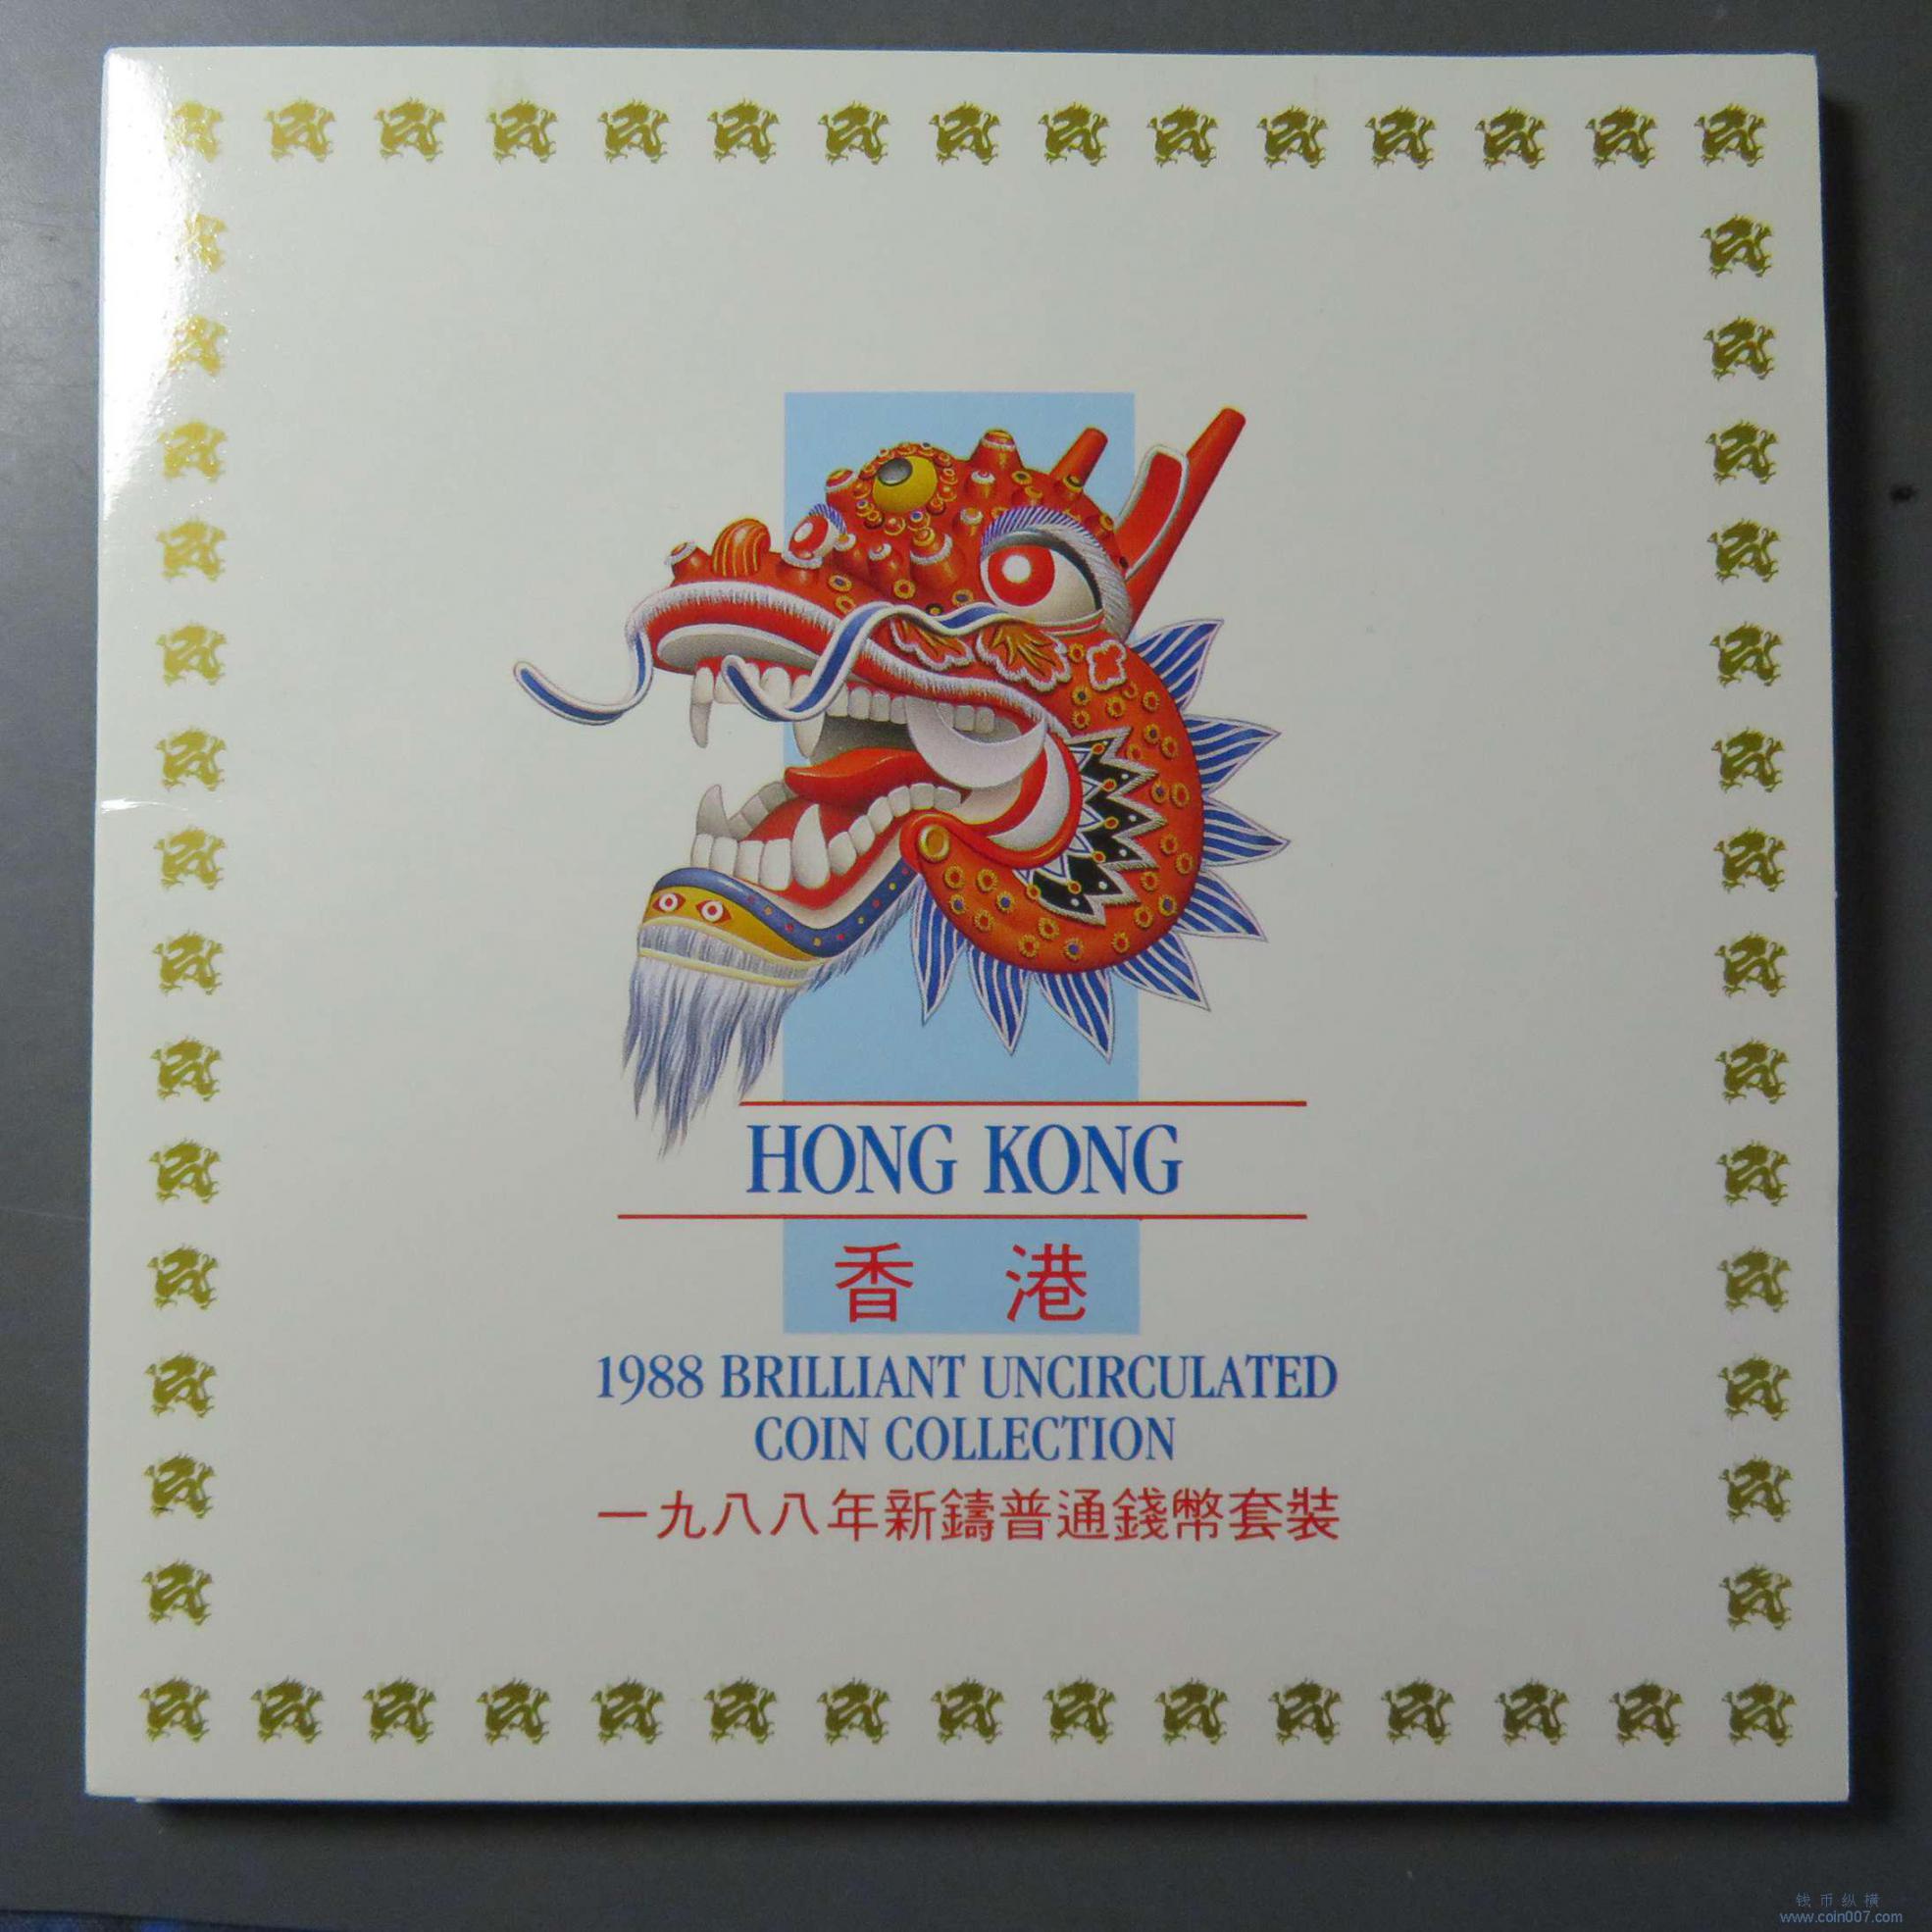 HONG KONG
香港
1988 BRILLIANT UNCIRCULATED
COIN COLLECTION
一九八八年新鑄普通錢幣套裝
钱币纵横
www.coin007.com